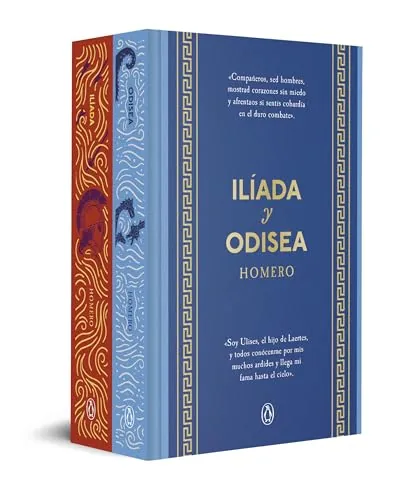 ILÍADA
HOMERO
ODISEA
HOMERO
«Compañeros, sed hombres,
mostrad corazones sin miedo
y afrentaos si sentís cobardía
en el duro combate».
ILÍADA
y
ODISEA
HOMERO
«Soy Ulises, el hijo de Laertes,
y todos conócenme por mis
muchos ardides y llega mi
fama hasta el cielo».